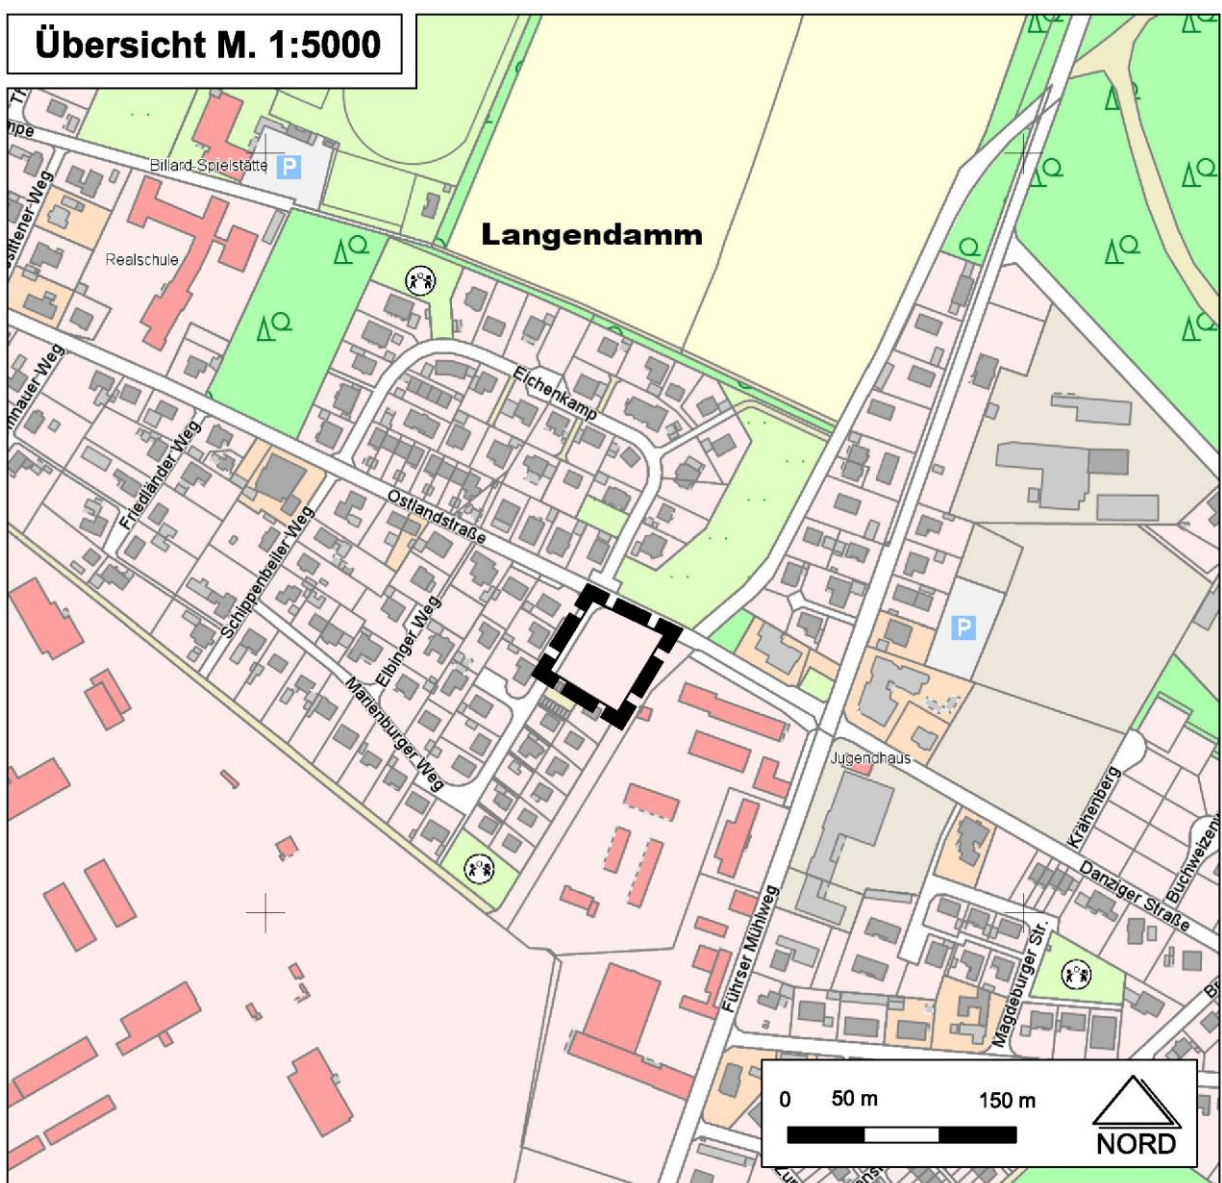 Übersicht M. 1:5000
Billard-Spielstätte
P
Realschule
Langendamm
Eichenkamp
Friedländer Weg
Ostlandstraße
Schippenbeiler Weg
Elbinger Weg
Marienburger Weg
P
Jugendhaus
Krähenberg
Danziger Straße
Führser Mühlweg
Magdeburger Str.
0 50 m 150 m
NORD